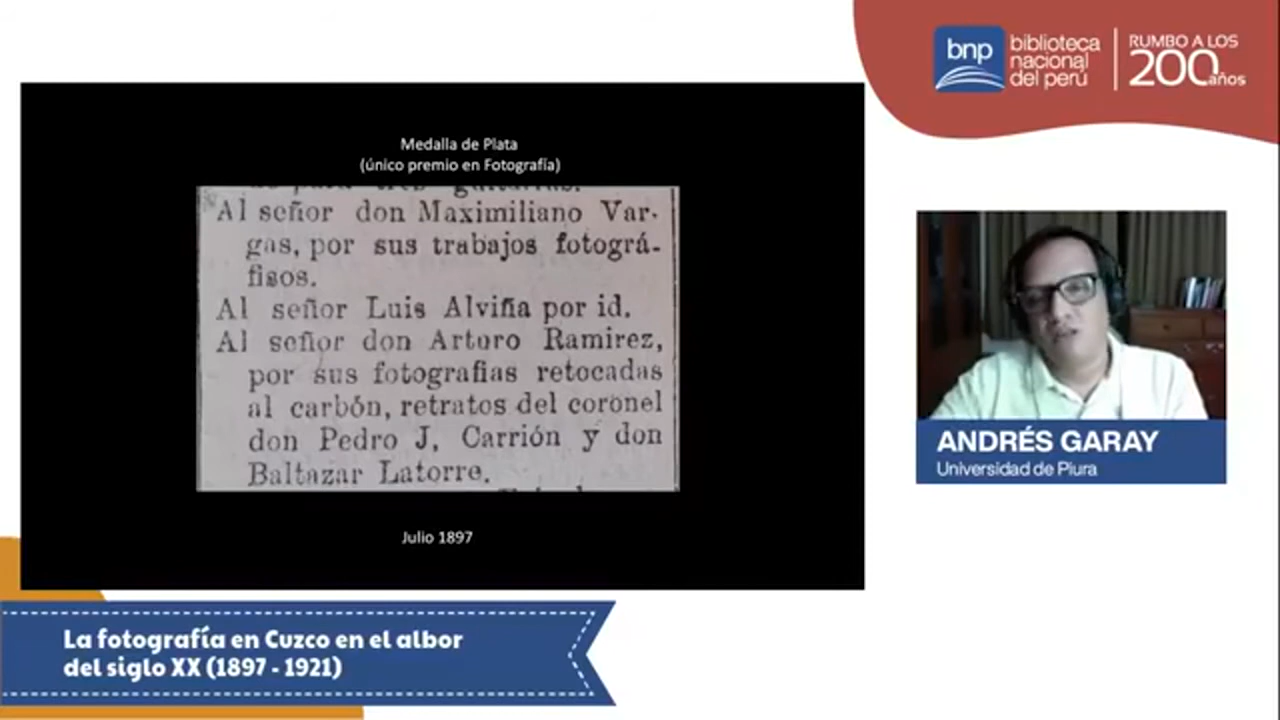 bnp
biblioteca
nacional
del perú
RUMBO A LOS
200 años
Medalla de Plata
(único premio en Fotografía)
Al señor don Maximiliano Var-
gas, por sus trabajos fotográ-
fisos.
Al señor Luis Alviña por id.
Al señor don Arturo Ramirez,
por sus fotografias retocadas
al carbón, retratos del coronel
don Pedro J. Carrión y don
Baltazar Latorre.
Julio 1897
ANDRÉS GARAY
Universidad de Piura
La fotografía en Cuzco en el albor
del siglo XX (1897 - 1921)